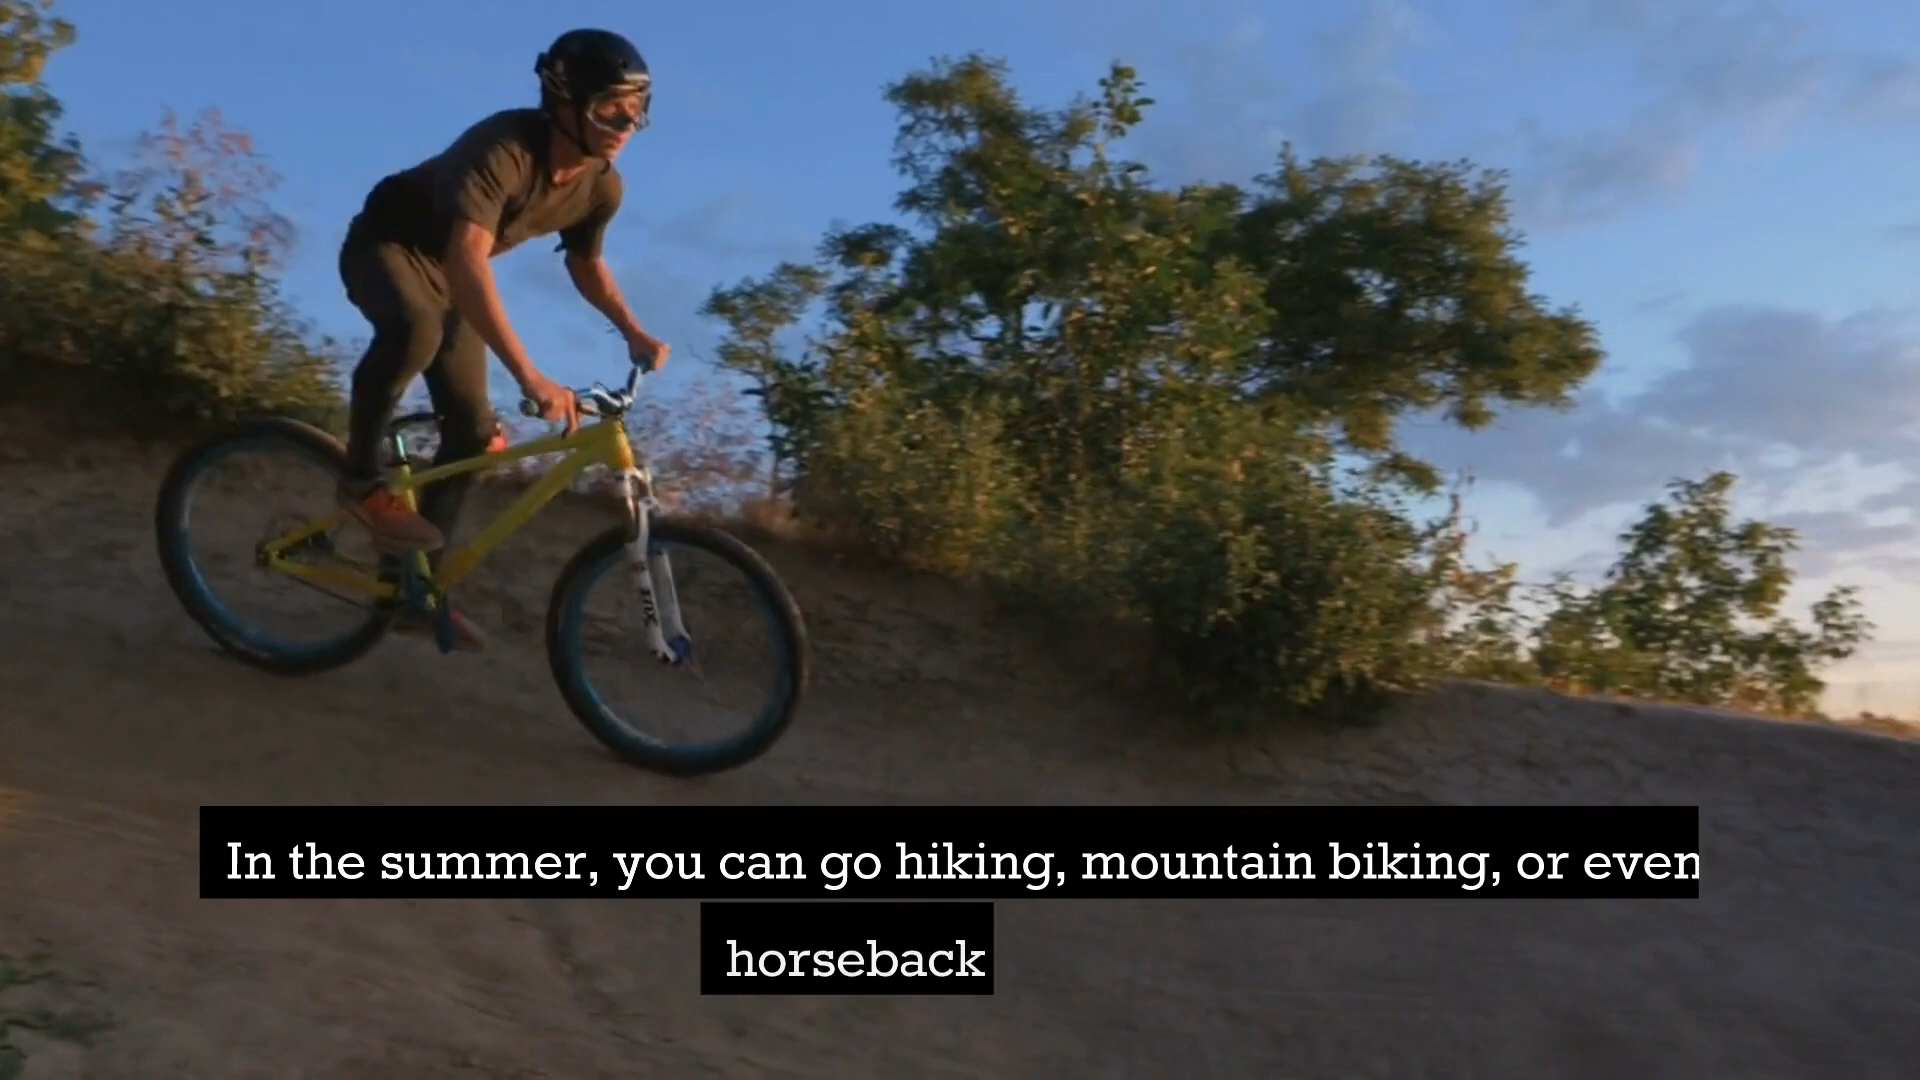 In the summer, you can go hiking, mountain biking, or even
horseback